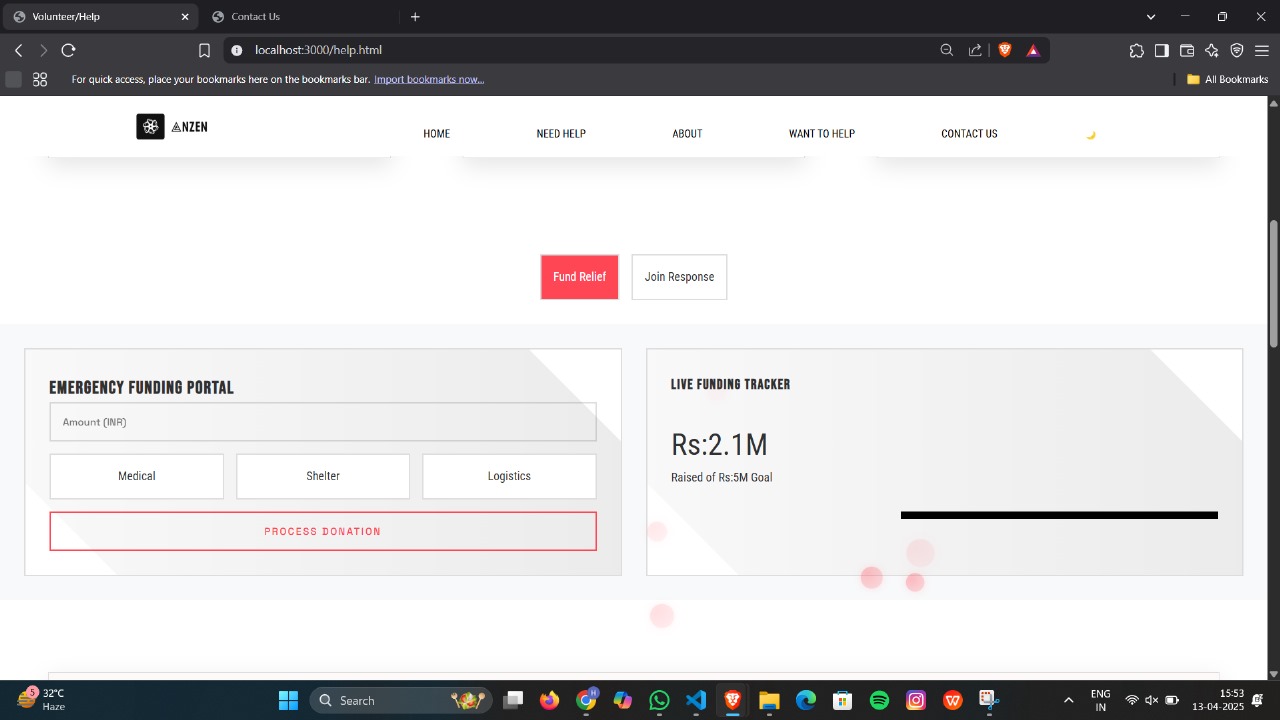 Volunteer/Help
Contact Us
localhost:3000/help.html
For quick access, place your bookmarks here on the bookmarks bar. Import bookmarks now...
All Bookmarks
ANZEN
HOME
NEED HELP
ABOUT
WANT TO HELP
CONTACT US
Fund Relief
Join Response
EMERGENCY FUNDING PORTAL
Amount (INR)
Medical
Shelter
Logistics
PROCESS DONATION
LIVE FUNDING TRACKER
Rs:2.1M
Raised of Rs:5M Goal
5
32°C
Haze
Search
H
ENG
IN
15:53
13-04-2025